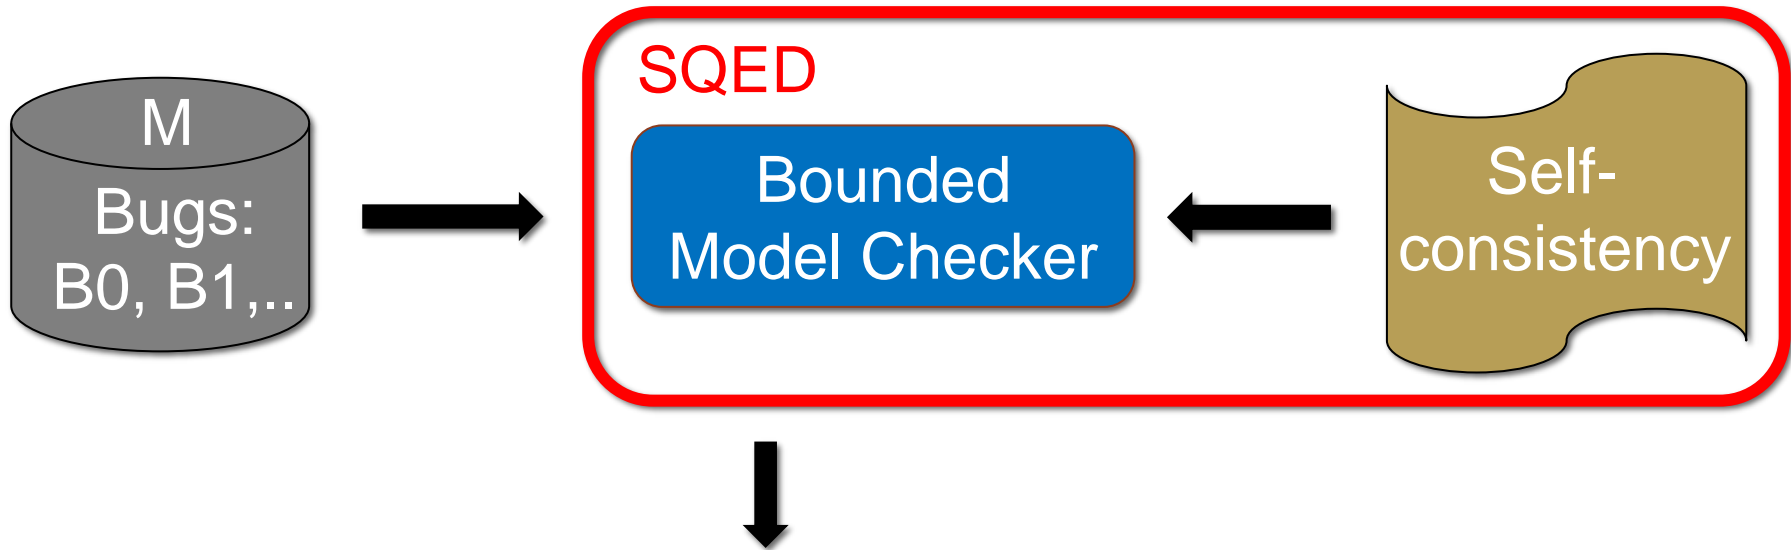 M
Bugs:
B0, B1,..
SQED
Bounded
Model Checker
Self-
consistency